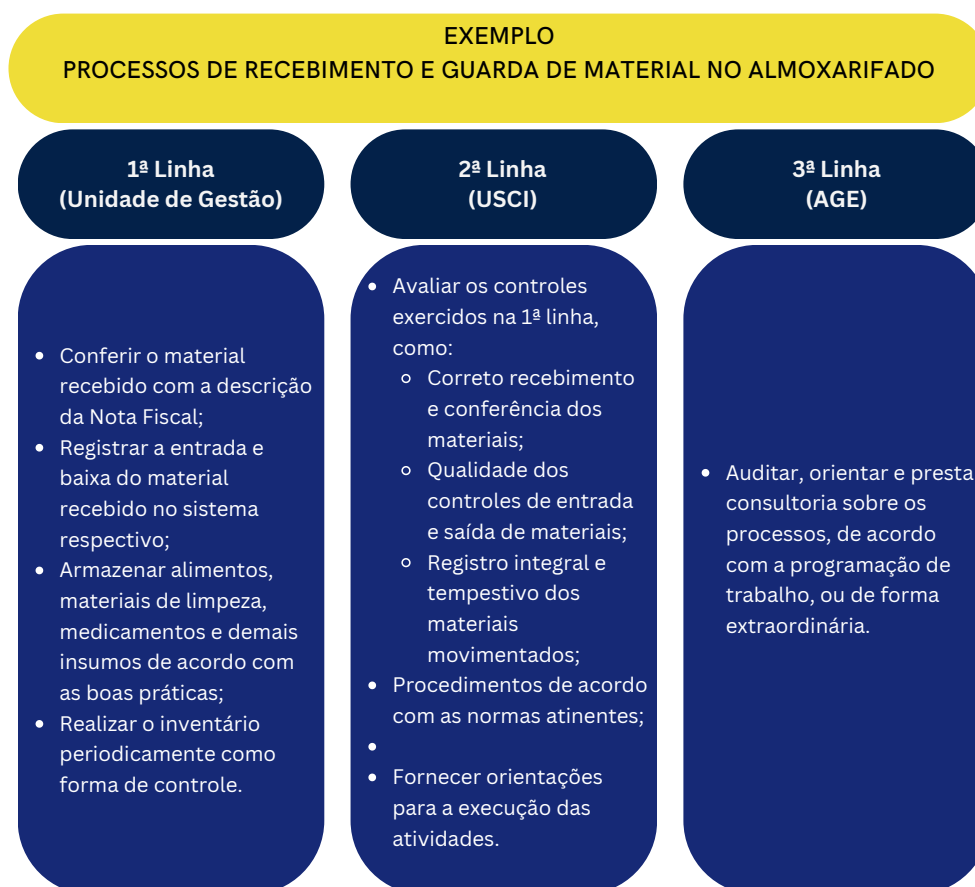 EXEMPLO
PROCESSOS DE RECEBIMENTO E GUARDA DE MATERIAL NO ALMOXARIFADO
1ª Linha
(Unidade de Gestão)
• Conferir o material
recebido com a descrição
da Nota Fiscal;
• Registrar a entrada e
baixa do material
recebido no sistema
respectivo;
• Armazenar alimentos,
materiais de limpeza,
medicamentos e demais
insumos de acordo com
as boas práticas;
• Realizar o inventário
periodicamente como
forma de controle.
2ª Linha
(USCI)
• Avaliar os controles
exercidos na 1ª linha,
como:
◦ Correto recebimento
e conferência dos
materiais;
◦ Qualidade dos
controles de entrada
e saída de materiais;
◦ Registro integral e
tempestivo dos
materiais
movimentados;
• Procedimentos de acordo
com as normas atinentes;
•
• Fornecer orientações
para a execução das
atividades.
3ª Linha
(AGE)
• Auditar, orientar e presta
consultoria sobre os
processos, de acordo
com a programação de
trabalho, ou de forma
extraordinária.